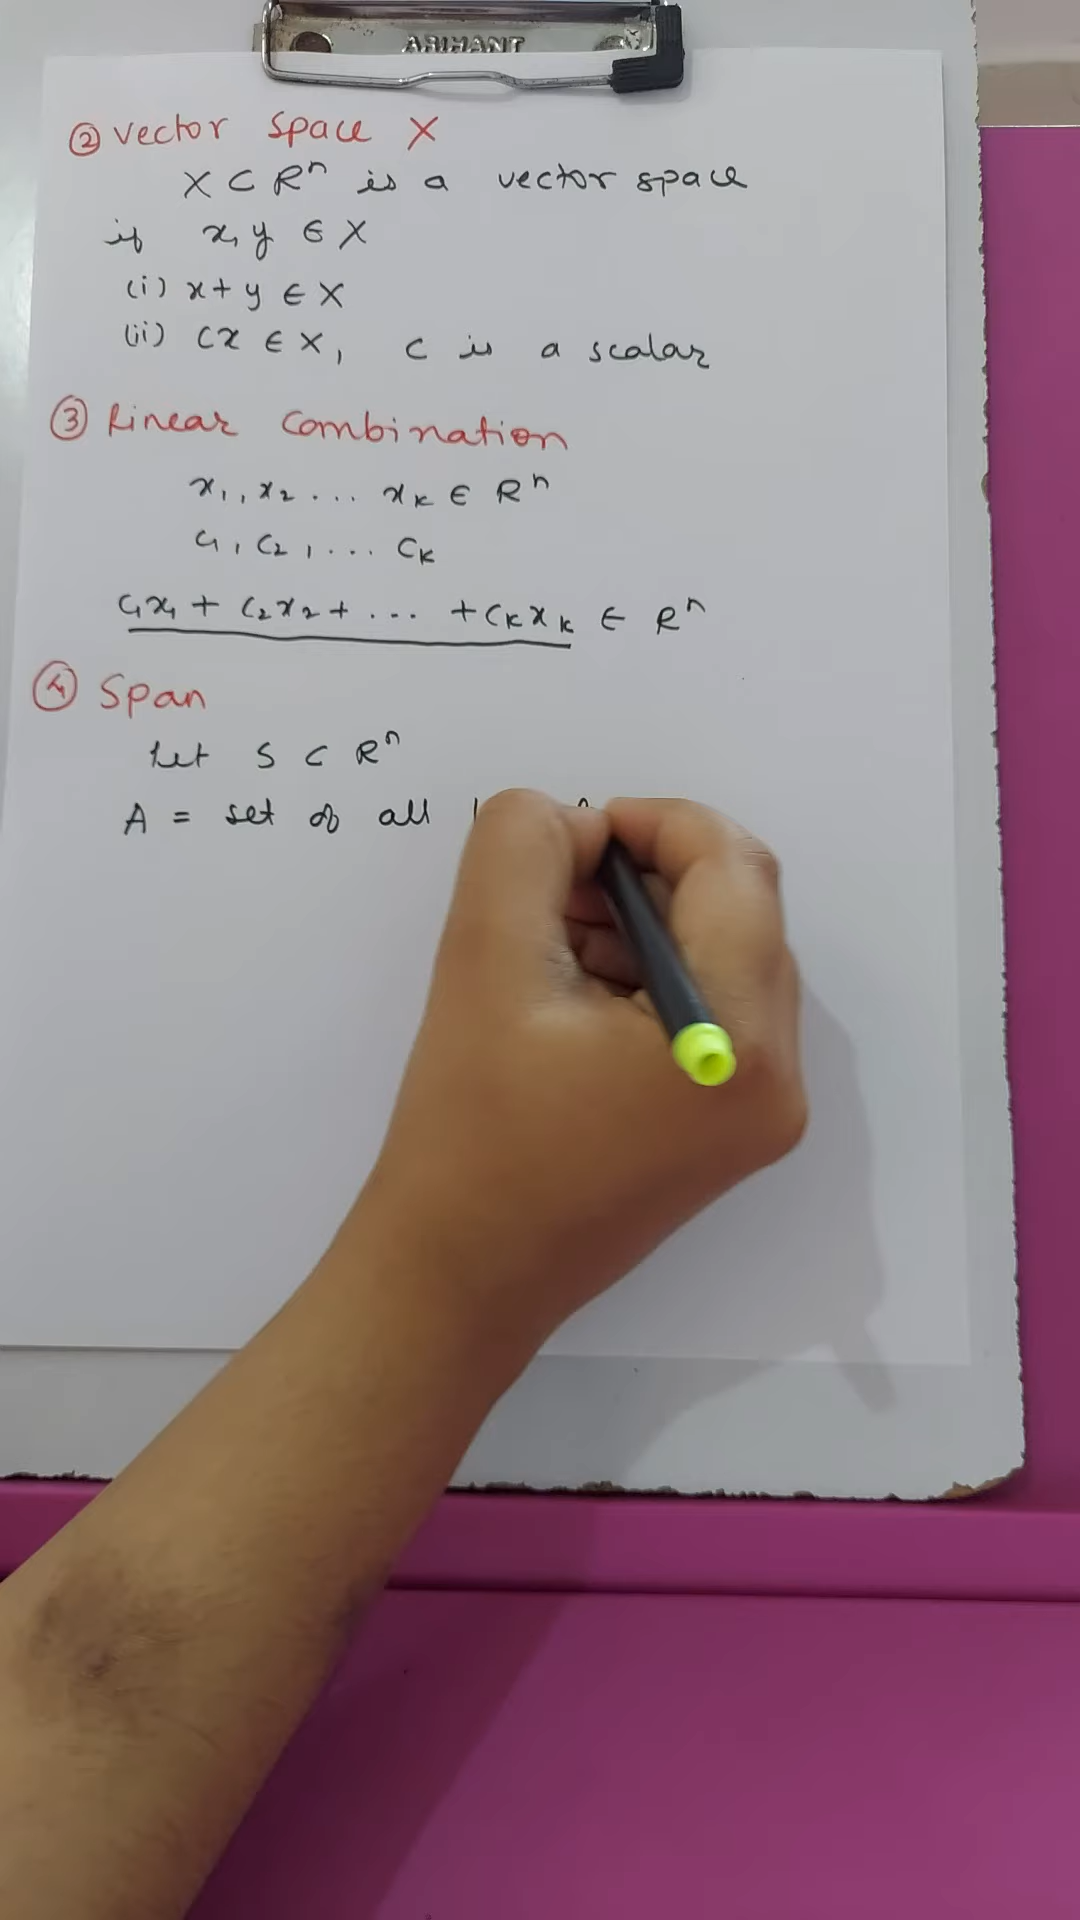 ARIHANT
② Vector space X
X ⊂ Rⁿ is a vector space
if x, y ∈ X
(i) x+y ∈ X
(ii) cx ∈ X, c is a scalar
③ Linear Combination
x₁, x₂ ... xₖ ∈ Rⁿ
c₁, c₂, ... cₖ
c₁x₁ + c₂x₂ + ... + cₖxₖ ∈ Rⁿ
④ Span
Let S ⊂ Rⁿ
A = set of all